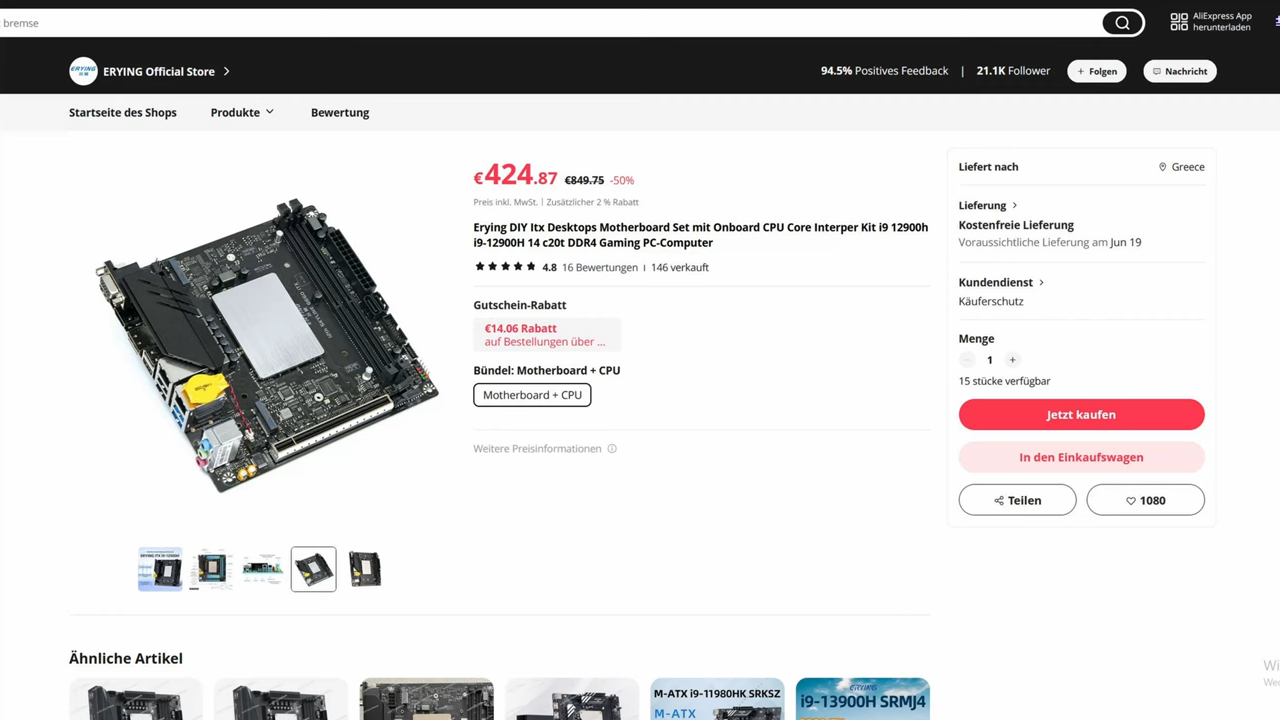 bremse
AliExpress App
herunterladen
ERYING Official Store
94.5% Positives Feedback | 21.1K Follower
+ Folgen
Nachricht
Startseite des Shops
Produkte
Bewertung
€424.87 €849.75 -50%
Preis inkl. MwSt. | Zusätzlicher 2 % Rabatt
Erying DIY Itx Desktops Motherboard Set mit Onboard CPU Core Interper Kit i9 12900h
i9-12900H 14 c20t DDR4 Gaming PC-Computer
4.8 16 Bewertungen | 146 verkauft
Gutschein-Rabatt
€14.06 Rabatt
auf Bestellungen über ...
Bündel: Motherboard + CPU
Motherboard + CPU
Weitere Preisinformationen
Liefert nach
Greece
Lieferung
Kostenfreie Lieferung
Voraussichtliche Lieferung am Jun 19
Kundendienst
Käuferschutz
Menge
1 +
15 stücke verfügbar
Jetzt kaufen
In den Einkaufswagen
Teilen
1080
Ähnliche Artikel
M-ATX i9-11980HK SRKSZ
M-ATX
ERYING
i9-13900H SRMJ4